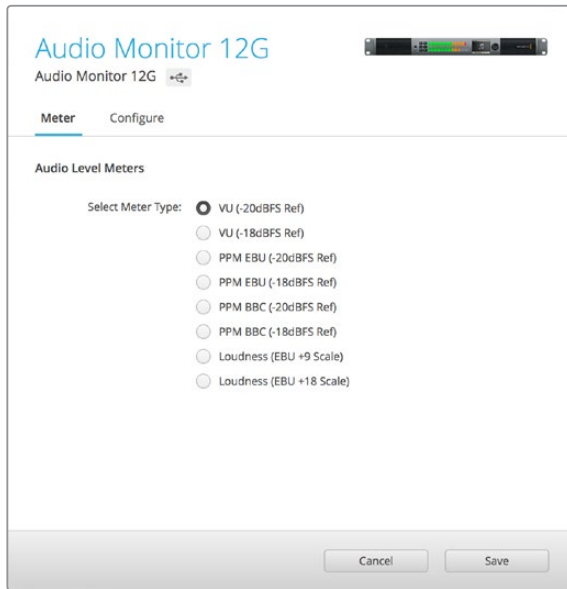 Audio Monitor 12G
Audio Monitor 12G
Meter Configure
Audio Level Meters
Select Meter Type: VU (-20dBFS Ref)
VU (-18dBFS Ref)
PPM EBU (-20dBFS Ref)
PPM EBU (-18dBFS Ref)
PPM BBC (-20dBFS Ref)
PPM BBC (-18dBFS Ref)
Loudness (EBU +9 Scale)
Loudness (EBU +18 Scale)
Cancel Save